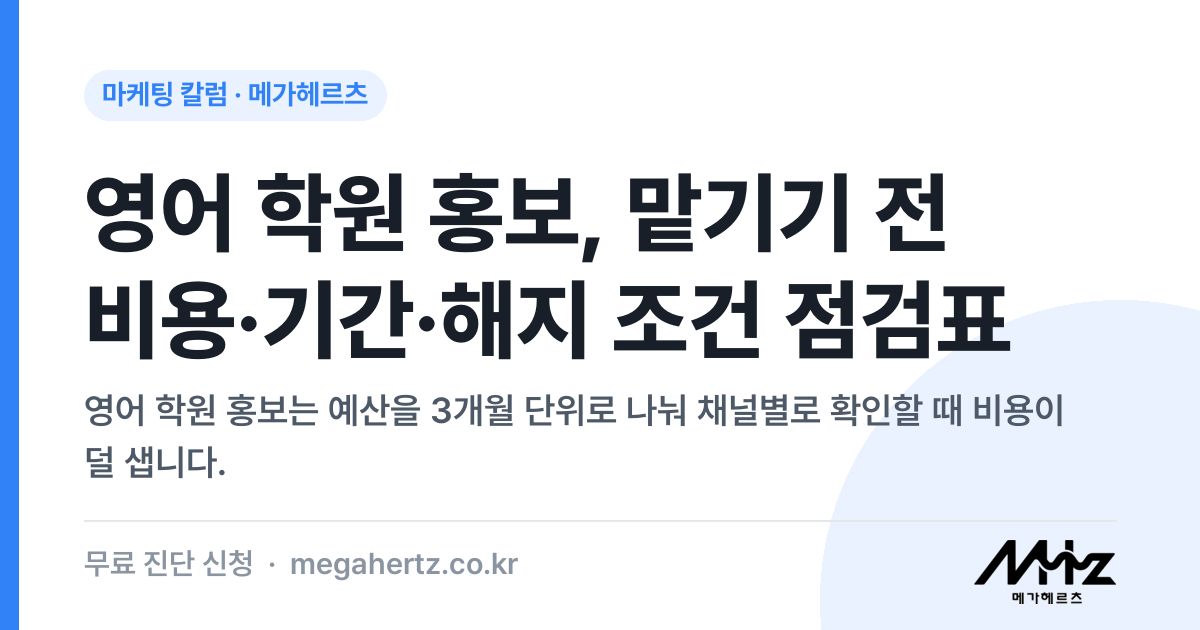 마케팅 칼럼 · 메가헤르츠
영어 학원 홍보, 맡기기 전
비용·기간·해지 조건 점검표
영어 학원 홍보는 예산을 3개월 단위로 나눠 채널별로 확인할 때 비용이
덜 샙니다.
무료 진단 신청 · megahertz.co.kr
MHz
메가헤르츠